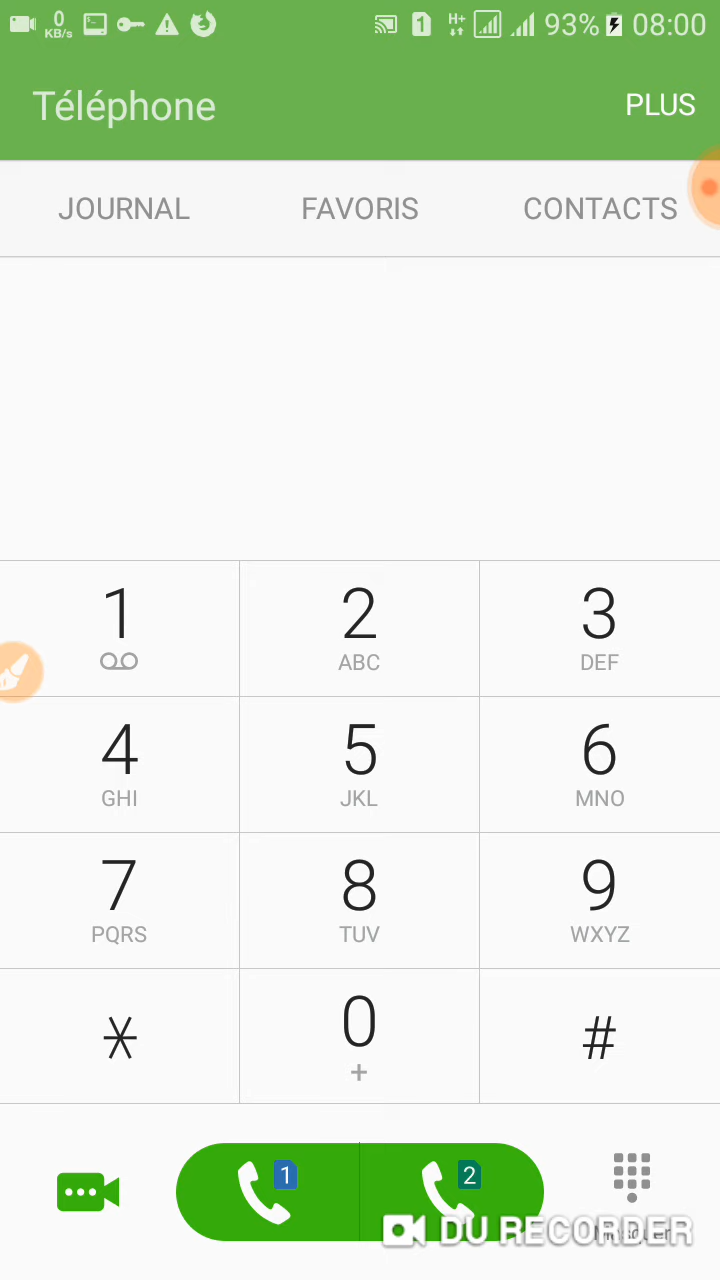 0 KB/s 1 H+ 93% 08:00
Téléphone PLUS
JOURNAL FAVORIS CONTACTS
1 2 3
ABC DEF
4 5 6
GHI JKL MNO
7 8 9
PQRS TUV WXYZ
* 0 #
+
1 2
DU RECORDER